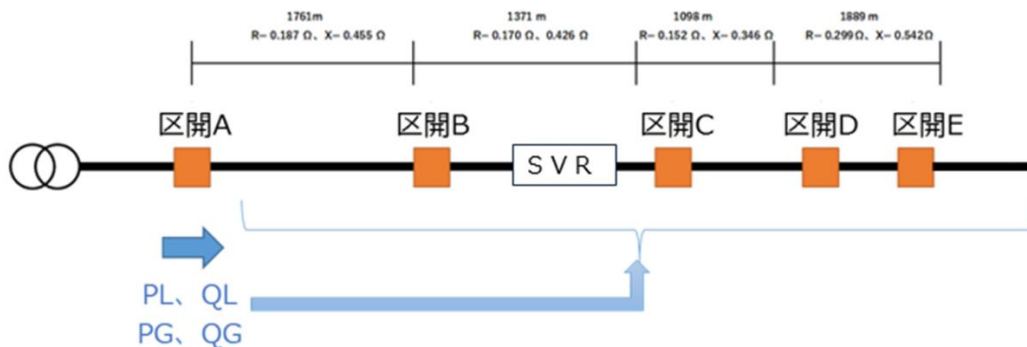 1761m
R−0.187 Ω、X−0.455 Ω
1371 m
R−0.170 Ω、0.426 Ω
1098 m
R−0.152 Ω、X−0.346 Ω
1889 m
R−0.299 Ω、X−0.542Ω
区開A
区開B
区開C
区開D
区開E
ＳＶＲ
PL、QL
PG、QG